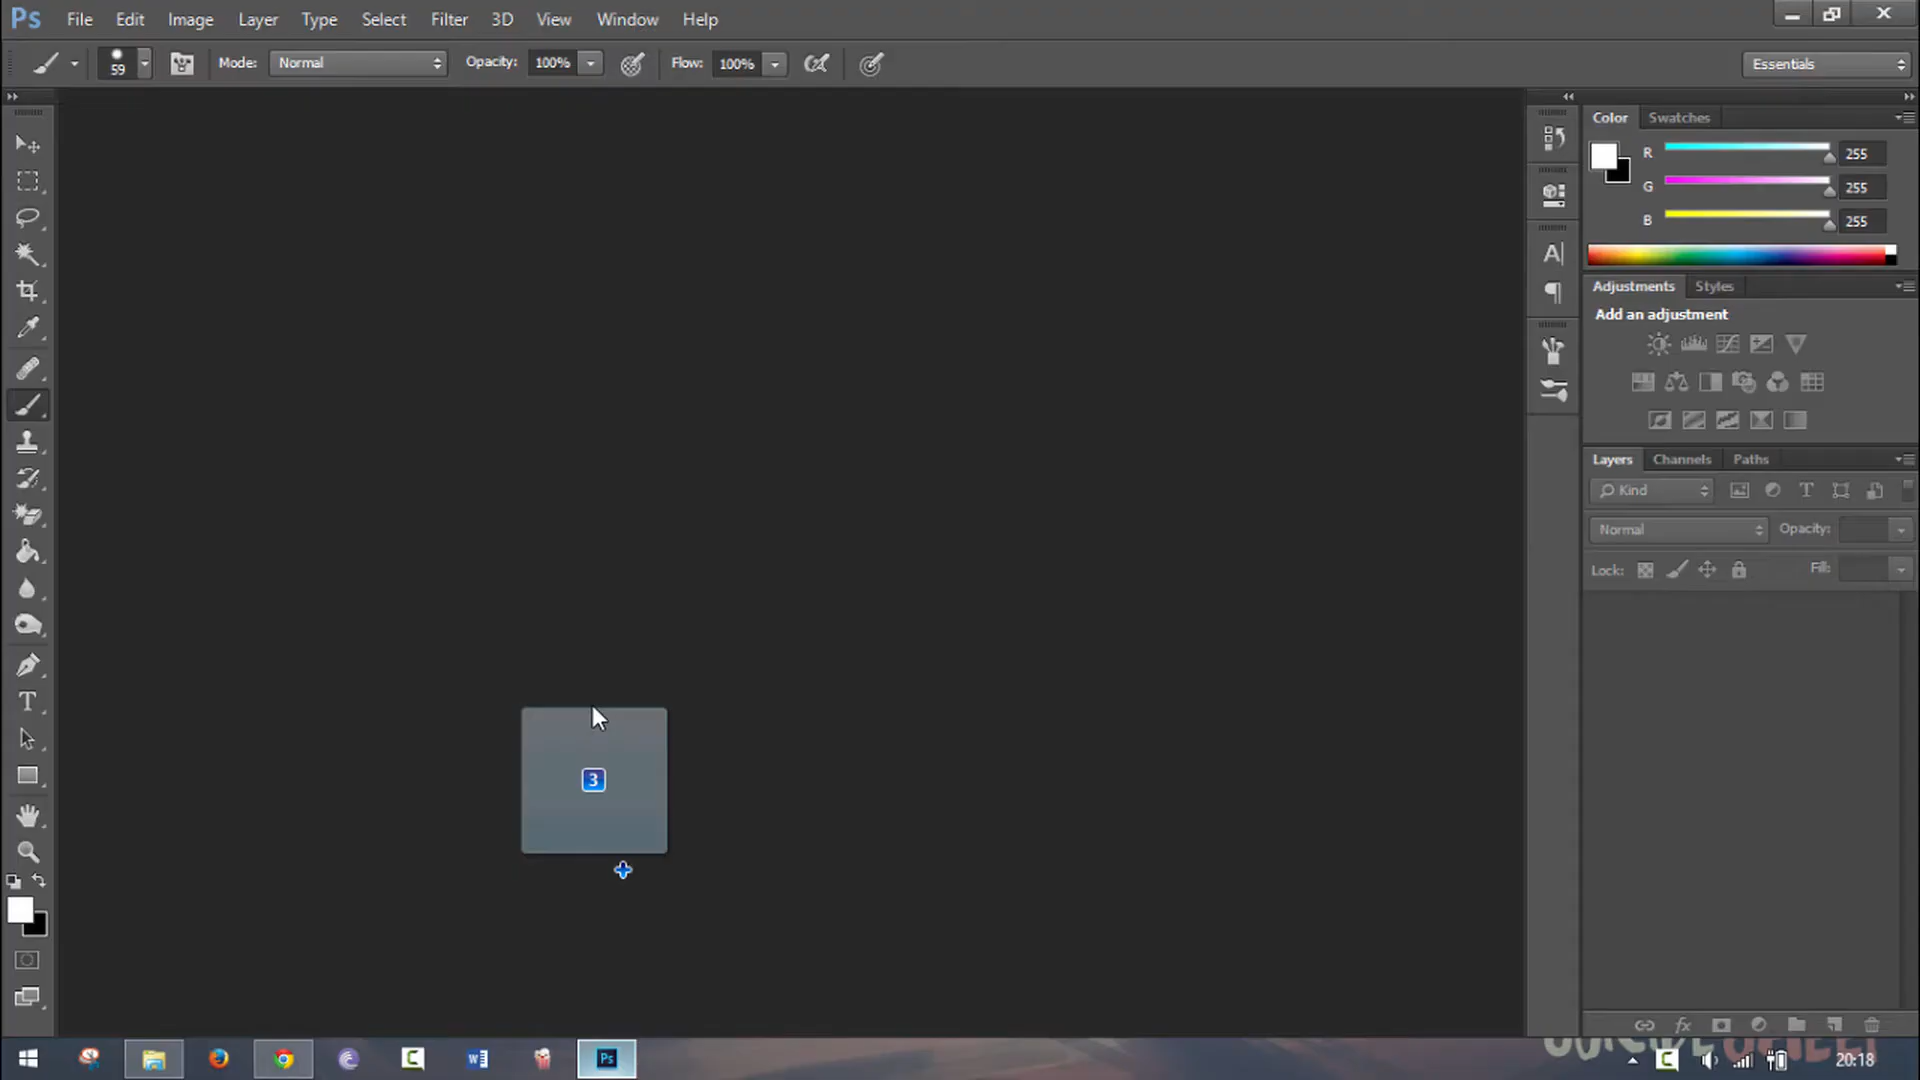 Ps File Edit Image Layer Type Select Filter 3D View Window Help
59 Mode: Normal Opacity: 100% Flow: 100% Essentials
Color Swatches
R 255
G 255
B 255
Adjustments Styles
Add an adjustment
Layers Channels Paths
Kind
Normal Opacity:
Lock: Fill:
3
Ps 20:18